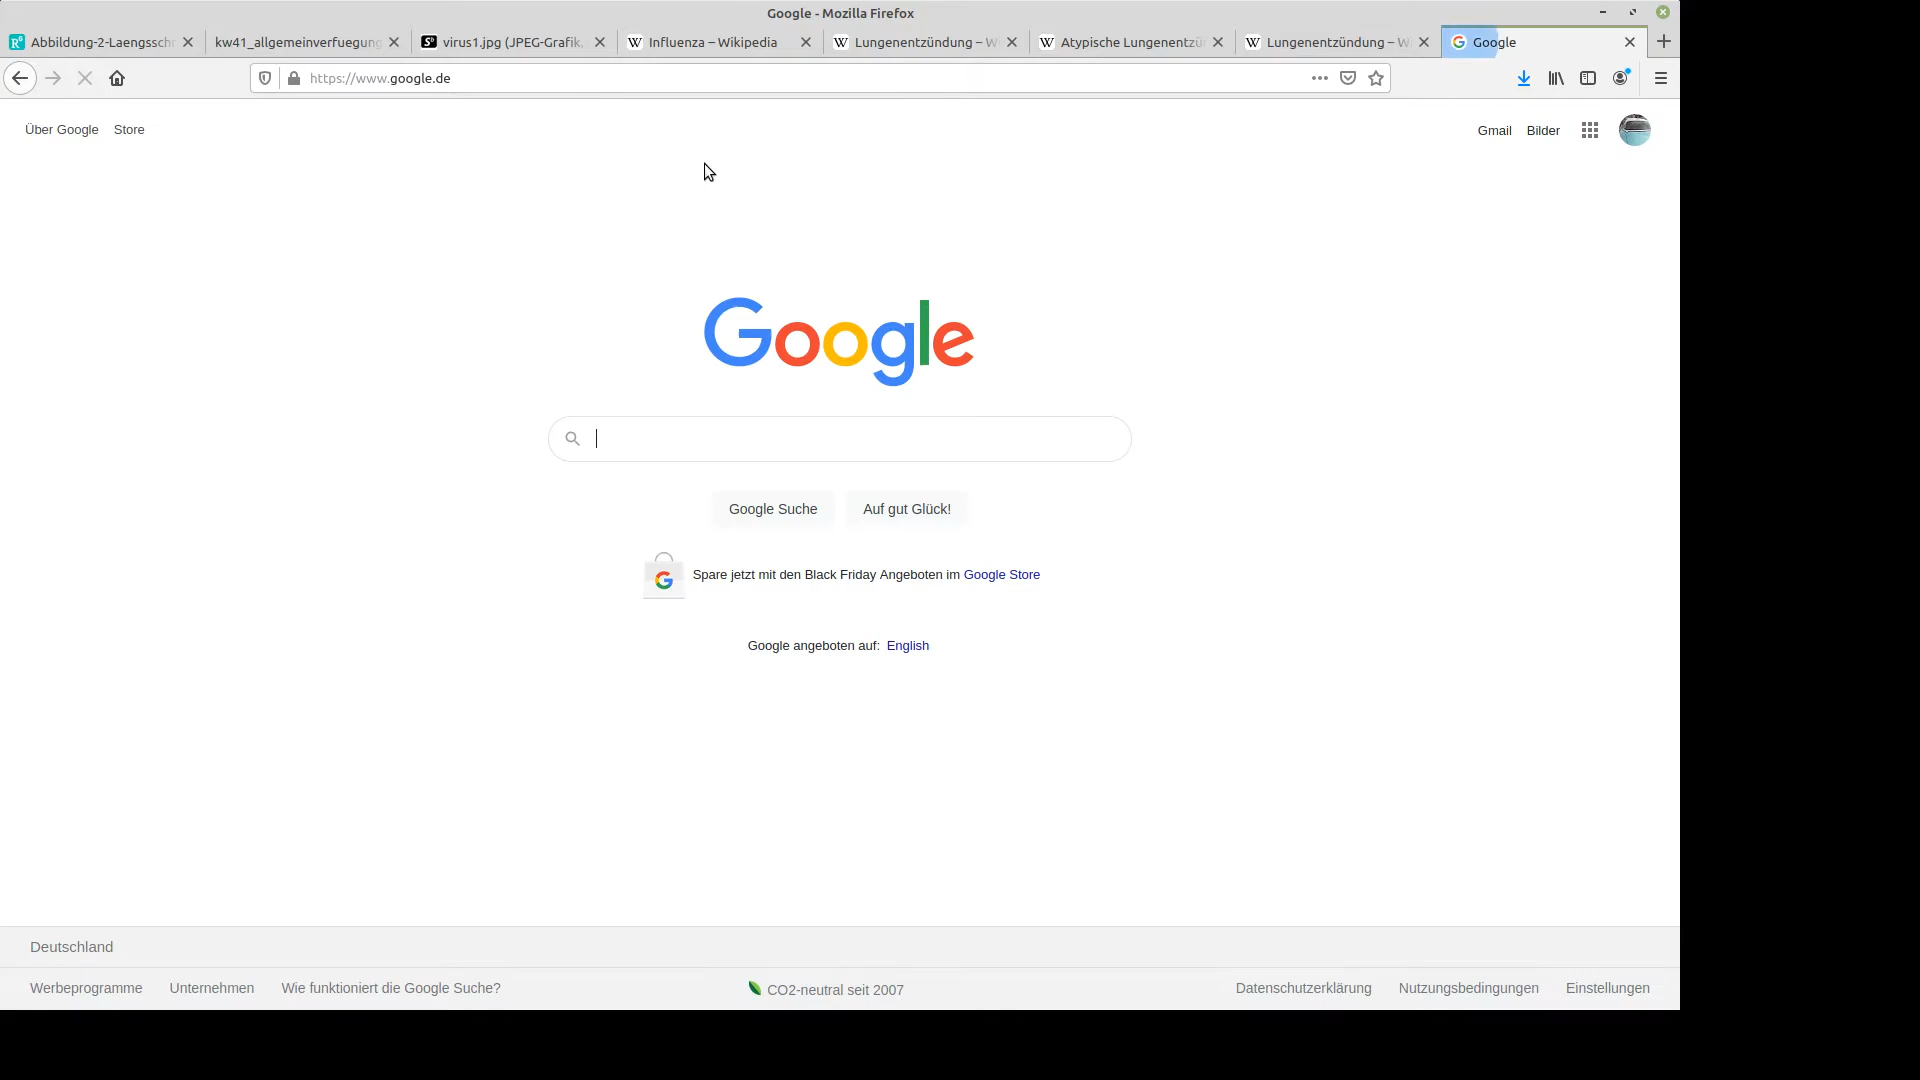 Google - Mozilla Firefox
Abbildung-2-Laengsschr
kw41_allgemeinverfuegung
virus1.jpg (JPEG-Grafik,
Influenza – Wikipedia
Lungenentzündung – W
Atypische Lungenentzü
Lungenentzündung – W
Google
https://www.google.de
Über Google Store
Gmail Bilder
Google
Google Suche Auf gut Glück!
Spare jetzt mit den Black Friday Angeboten im Google Store
Google angeboten auf: English
Deutschland
Werbeprogramme Unternehmen Wie funktioniert die Google Suche? CO2-neutral seit 2007 Datenschutzerklärung Nutzungsbedingungen Einstellungen